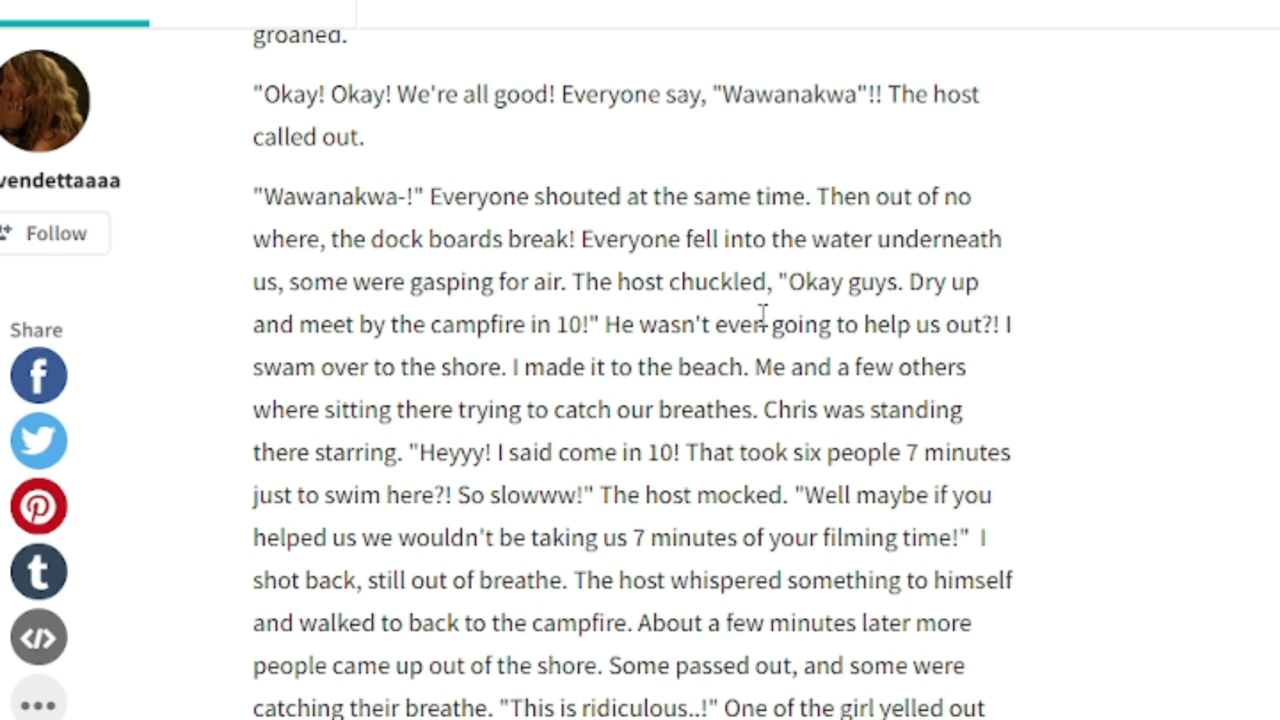 groaned.
"Okay! Okay! We're all good! Everyone say, "Wawanakwa"!! The host
called out.
vendettaaaa
"Wawanakwa-!" Everyone shouted at the same time. Then out of no
Follow
where, the dock boards break! Everyone fell into the water underneath
us, some were gasping for air. The host chuckled, "Okay guys. Dry up
Share
and meet by the campfire in 10!" He wasn't even going to help us out?! I
swam over to the shore. I made it to the beach. Me and a few others
where sitting there trying to catch our breathes. Chris was standing
there starring. "Heyyy! I said come in 10! That took six people 7 minutes
just to swim here?! So slowww!" The host mocked. "Well maybe if you
helped us we wouldn't be taking us 7 minutes of your filming time!" I
shot back, still out of breathe. The host whispered something to himself
and walked to back to the campfire. About a few minutes later more
people came up out of the shore. Some passed out, and some were
catching their breathe. "This is ridiculous..!" One of the girl yelled out